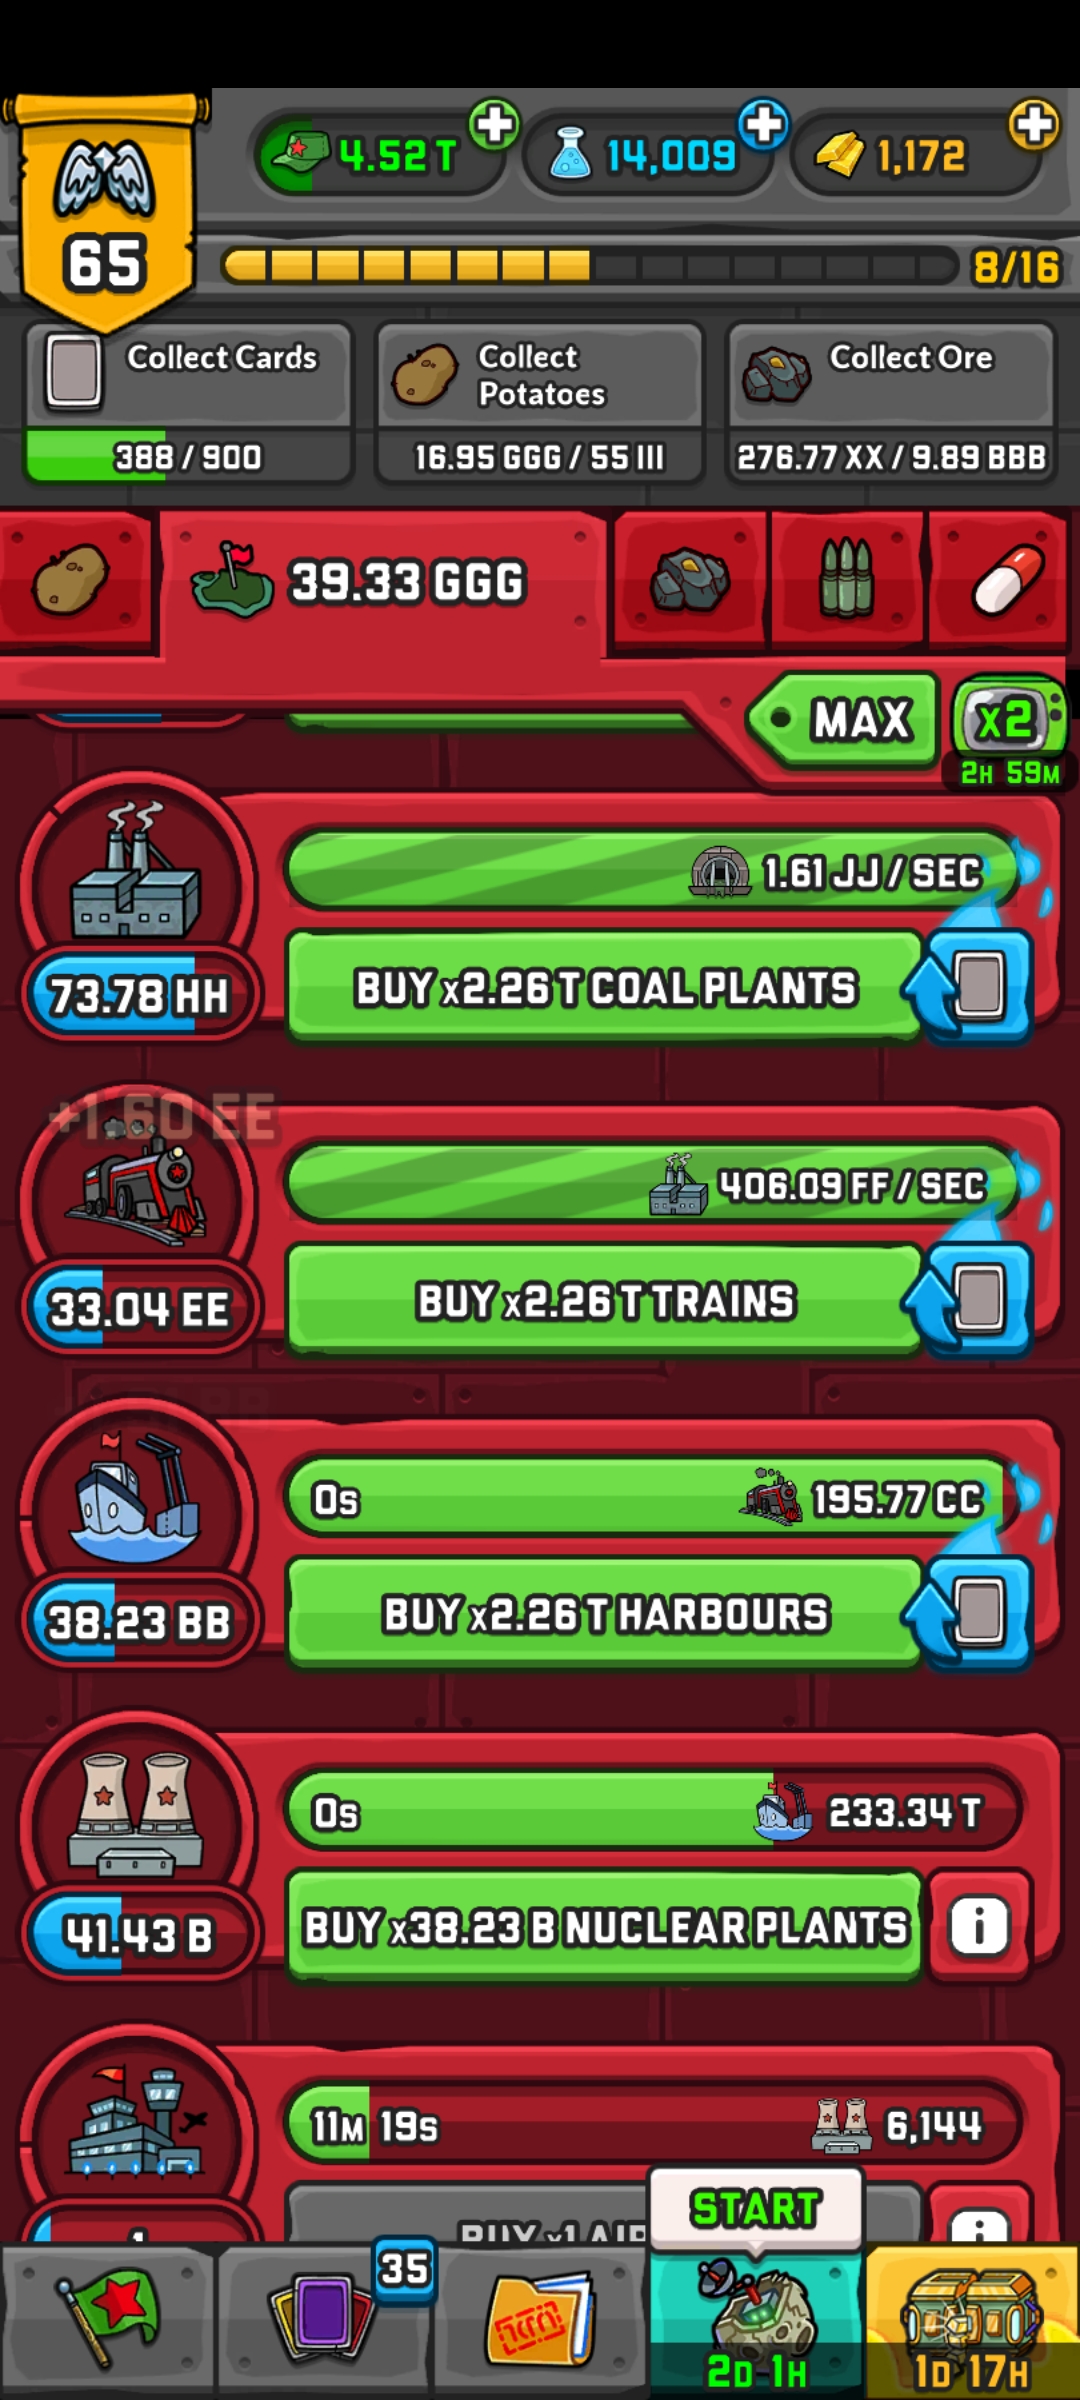 4.52 T
14,009
1,172
65
8/16
Collect Cards
388 / 900
Collect
Potatoes
16.95 GGG / 55 III
Collect Ore
276.77 XX / 9.89 BBB
39.33 GGG
MAX
x2
2H 59M
1.61 JJ / SEC
73.78 HH
BUY x2.26 T COAL PLANTS
+1.60 EE
406.09 FF / SEC
33.04 EE
BUY x2.26 T TRAINS
0s
195.77 CC
38.23 BB
BUY x2.26 T HARBOURS
0s
233.34 T
41.43 B
BUY x38.23 B NUCLEAR PLANTS
i
11M 19s
6,144
BUY x1
START
35
2D 1H
1D 17H